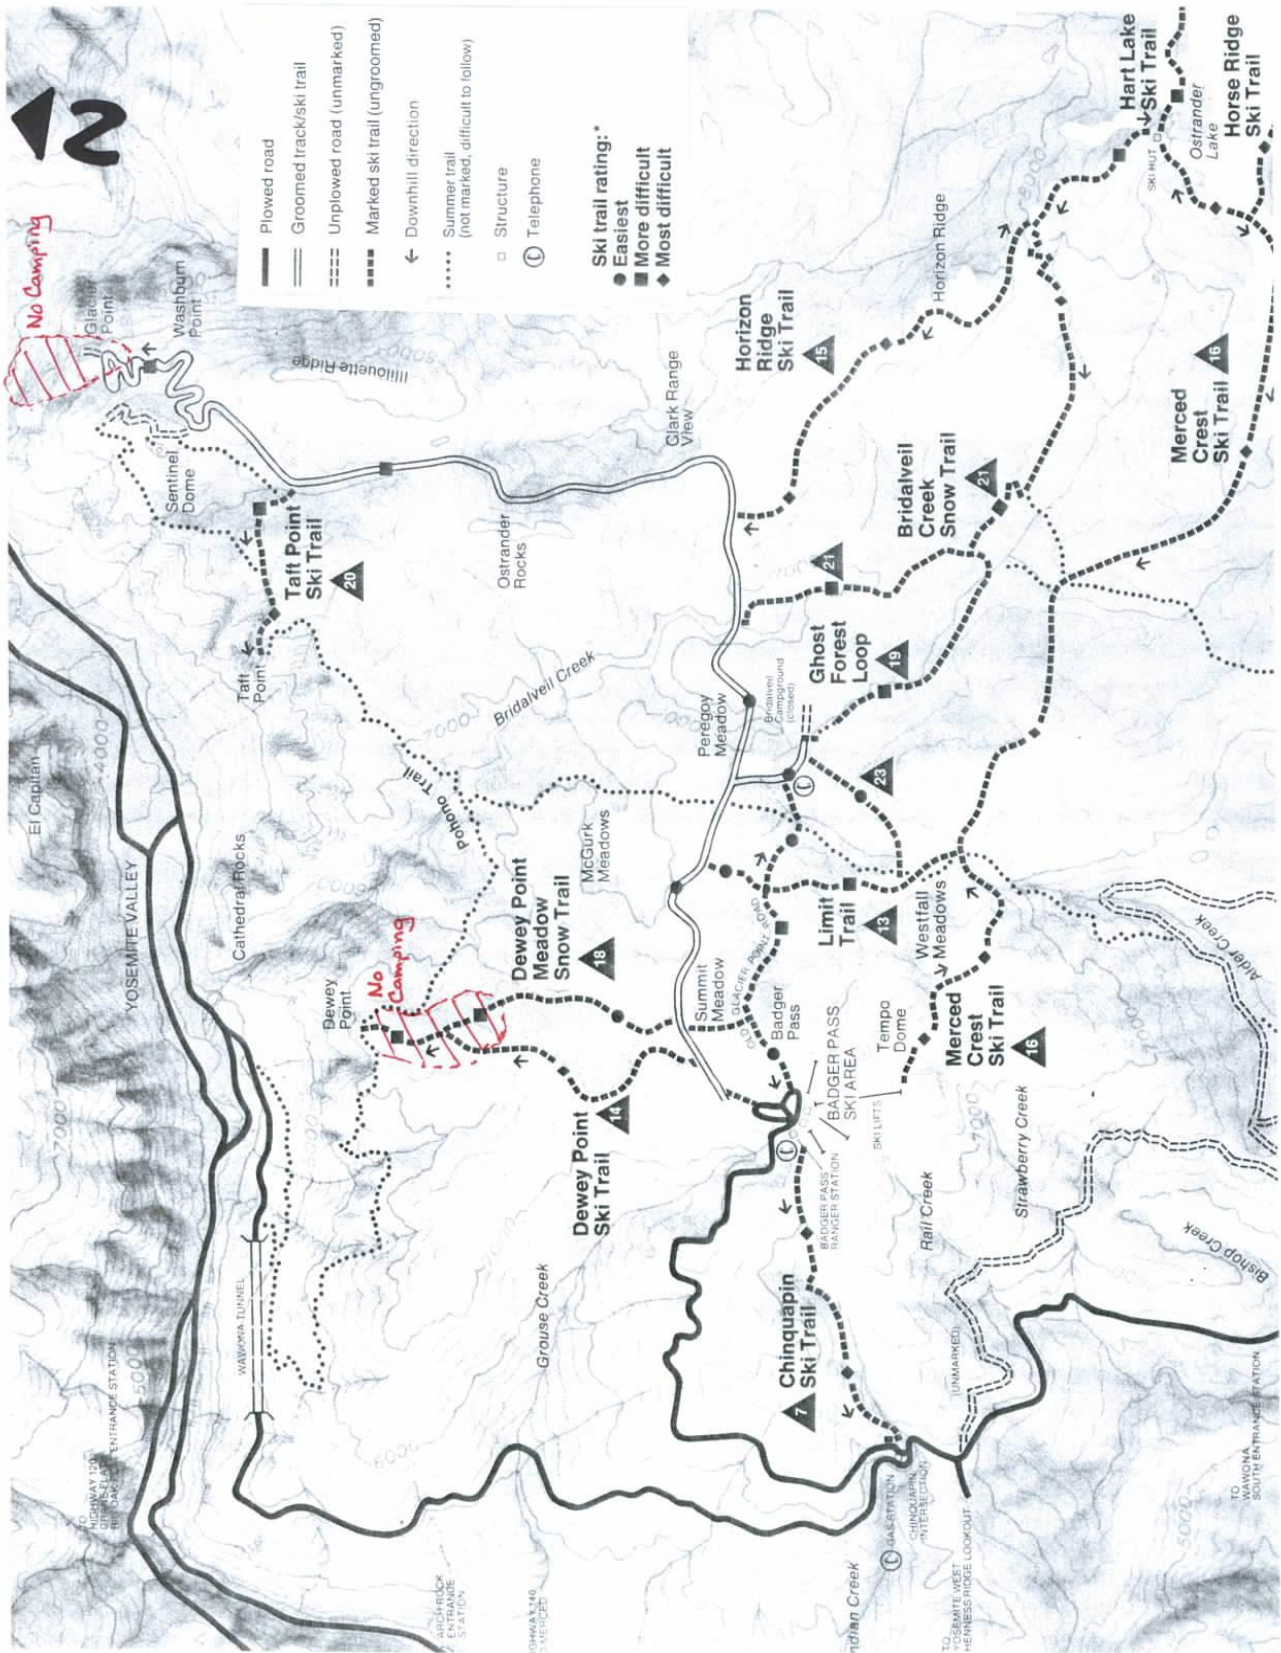 N
No Camping
Glacier
Point
Washburn
Point
Plowed road
Groomed track/ski trail
Unplowed road (unmarked)
Marked ski trail (ungroomed)
Downhill direction
Summer trail
(not marked, difficult to follow)
Structure
Telephone
Ski trail rating:*
Easiest
More difficult
Most difficult
Hart Lake
Ski Trail
Horse Ridge
Ski Trail
Ostrander
Lake
SKI HUT
8000
Illilouette Ridge
8000
Sentinel
Dome
Taft Point
Ski Trail
20
Taft
Point
Ostrander
Rocks
Clark Range
View
Horizon
Ridge
Ski Trail
15
Horizon Ridge
Merced
Crest
Ski Trail
16
Bridalveil
Creek
Snow Trail
21
21
Ghost
Forest
Loop
19
Bridalveil
Campground
(closed)
Peregoy
Meadow
23
Bridalveil Creek
7000
Pohono Trail
El Capitan
4000
YOSEMITE VALLEY
Cathedral Rocks
6000
McGurk
Meadows
Dewey Point
Meadow
Snow Trail
18
Dewey
Point
No
Camping
Summit
Meadow
OLD GLACIER POINT ROAD
Limit
Trail
13
Westfall
Meadows
Badger
Pass
BADGER PASS
SKI AREA
Tempo
Dome
SKI LIFTS
Merced
Crest
Ski Trail
16
Alder Creek
7000
Strawberry Creek
Dewey Point
Ski Trail
14
BADGER PASS
RANGER STATION
Rail Creek
Bishop Creek
Chinquapin
Ski Trail
7
Grouse Creek
WAWONA TUNNEL
7000
5000
6000
(UNMARKED)
TO
HIGHWAY 120
ENTRANCE STATION
ARCH ROCK
ENTRANCE
STATION
GAS STATION
CHINQUAPIN
INTERSECTION
ndian Creek
TO
YOSEMITE WEST
HENNESS RIDGE LOOKOUT
5000
TO
WAWONA
SOUTH ENTRANCE STATION